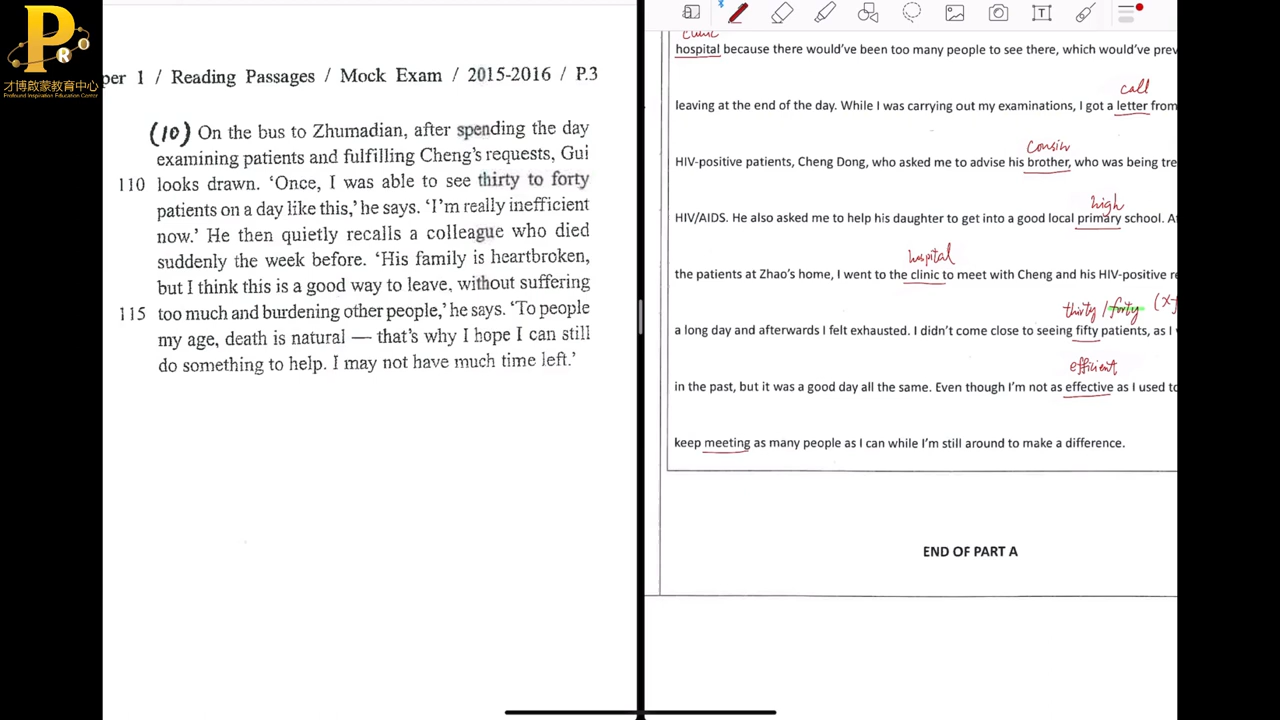 PRO
才博啟蒙教育中心
Profound Inspiration Education Center
per 1 / Reading Passages / Mock Exam / 2015-2016 / P.3
(10) On the bus to Zhumadian, after spending the day
examining patients and fulfilling Cheng's requests, Gui
110 looks drawn. 'Once, I was able to see thirty to forty
patients on a day like this,' he says. 'I'm really inefficient
now.' He then quietly recalls a colleague who died
suddenly the week before. 'His family is heartbroken,
but I think this is a good way to leave, without suffering
115 too much and burdening other people,' he says. 'To people
my age, death is natural — that's why I hope I can still
do something to help. I may not have much time left.'
T
clinic
hospital because there would've been too many people to see there, which would've prev
call
leaving at the end of the day. While I was carrying out my examinations, I got a letter from
cousin
HIV-positive patients, Cheng Dong, who asked me to advise his brother, who was being tre
high
HIV/AIDS. He also asked me to help his daughter to get into a good local primary school. A
hospital
the patients at Zhao's home, I went to the clinic to meet with Cheng and his HIV-positive re
thirty / forty (x-f
a long day and afterwards I felt exhausted. I didn't come close to seeing fifty patients, as I
efficient
in the past, but it was a good day all the same. Even though I'm not as effective as I used to
keep meeting as many people as I can while I'm still around to make a difference.
END OF PART A